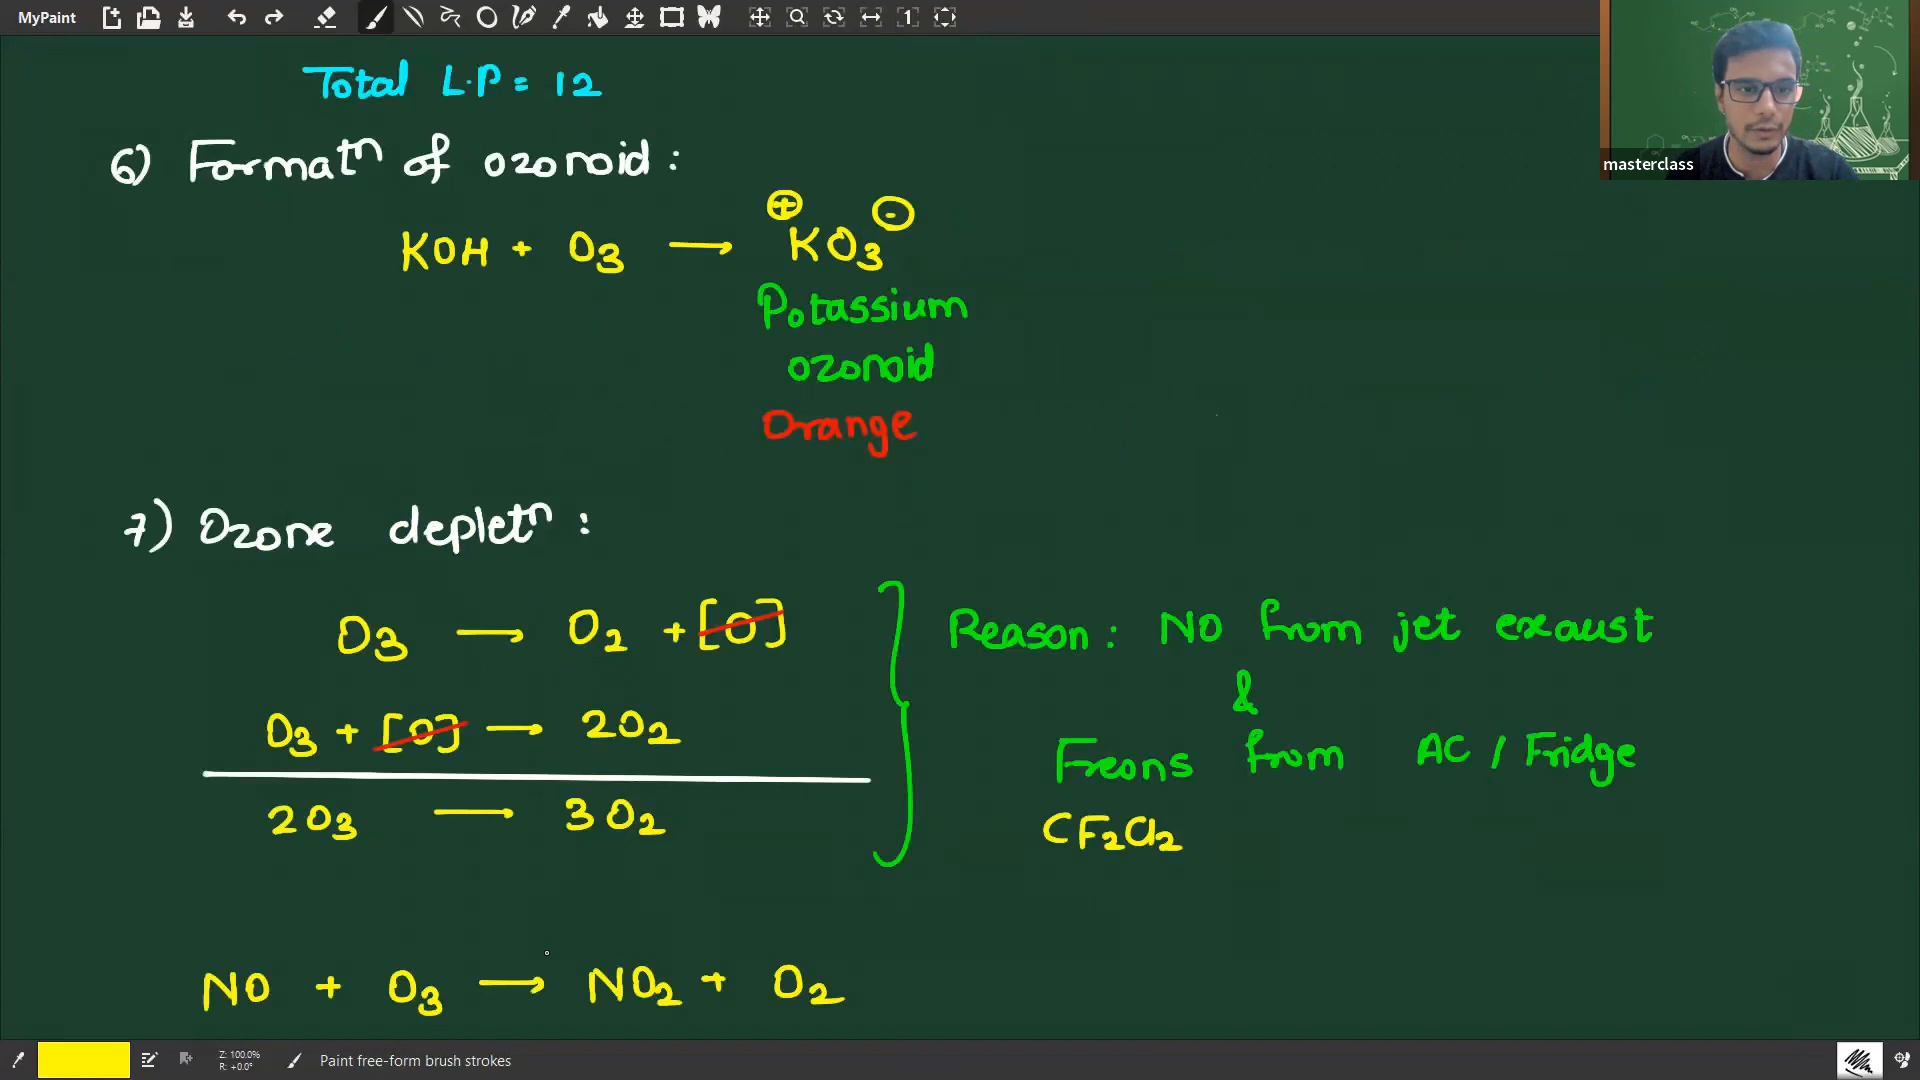 MyPaint
1
masterclass
Total L.P = 12
6) Formatⁿ of ozonoid :
⊕ ⊖
KOH + O₃ → KO₃
Potassium
ozonoid
Orange
7) Ozone depletⁿ :
O₃ → O₂ + [O]
Reason : NO from jet exaust
&
O₃ + [O] → 2O₂
Freons from AC / Fridge
2O₃ → 3O₂
CF₂Cl₂
NO + O₃ → NO₂ + O₂
Z: 100.0%
R: +0.0°
Paint free-form brush strokes